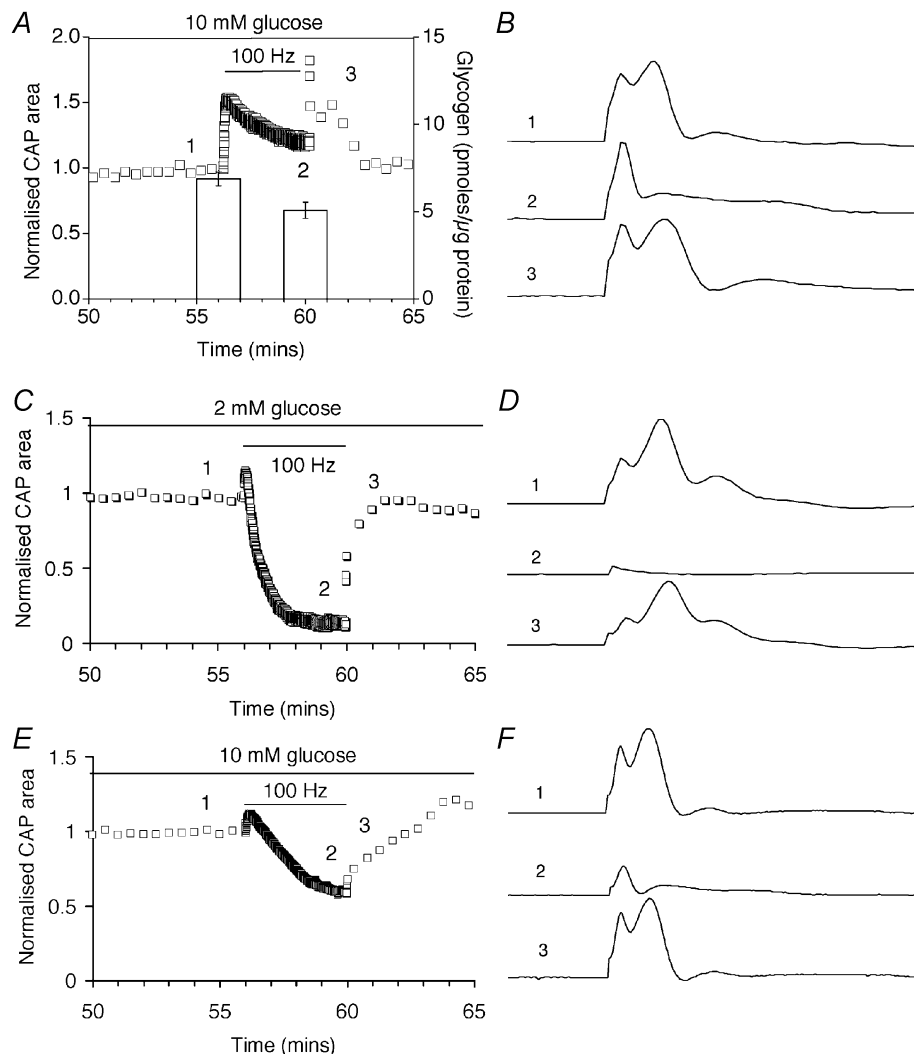 A
10 mM glucose
2.0
1.5
1.0
0.5
0.0
Normalised CAP area
100 Hz
1
2
3
15
10
5
0
Glycogen (pmoles/µg protein)
50
55
60
65
Time (mins)
B
1
2
3
C
2 mM glucose
1.5
1
0.5
0
Normalised CAP area
100 Hz
1
2
3
50
55
60
65
Time (mins)
D
1
2
3
E
10 mM glucose
1.5
1
0.5
0
Normalised CAP area
100 Hz
1
2
3
50
55
60
65
Time (mins)
F
1
2
3